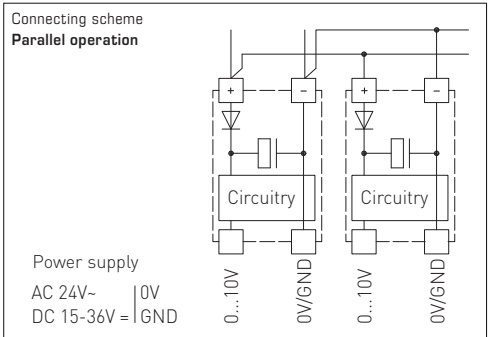 Connecting scheme
Parallel operation
+ − + −
Circuitry Circuitry
Power supply
AC 24V~ 0V
DC 15-36V = GND
0...10V 0V/GND 0...10V 0V/GND